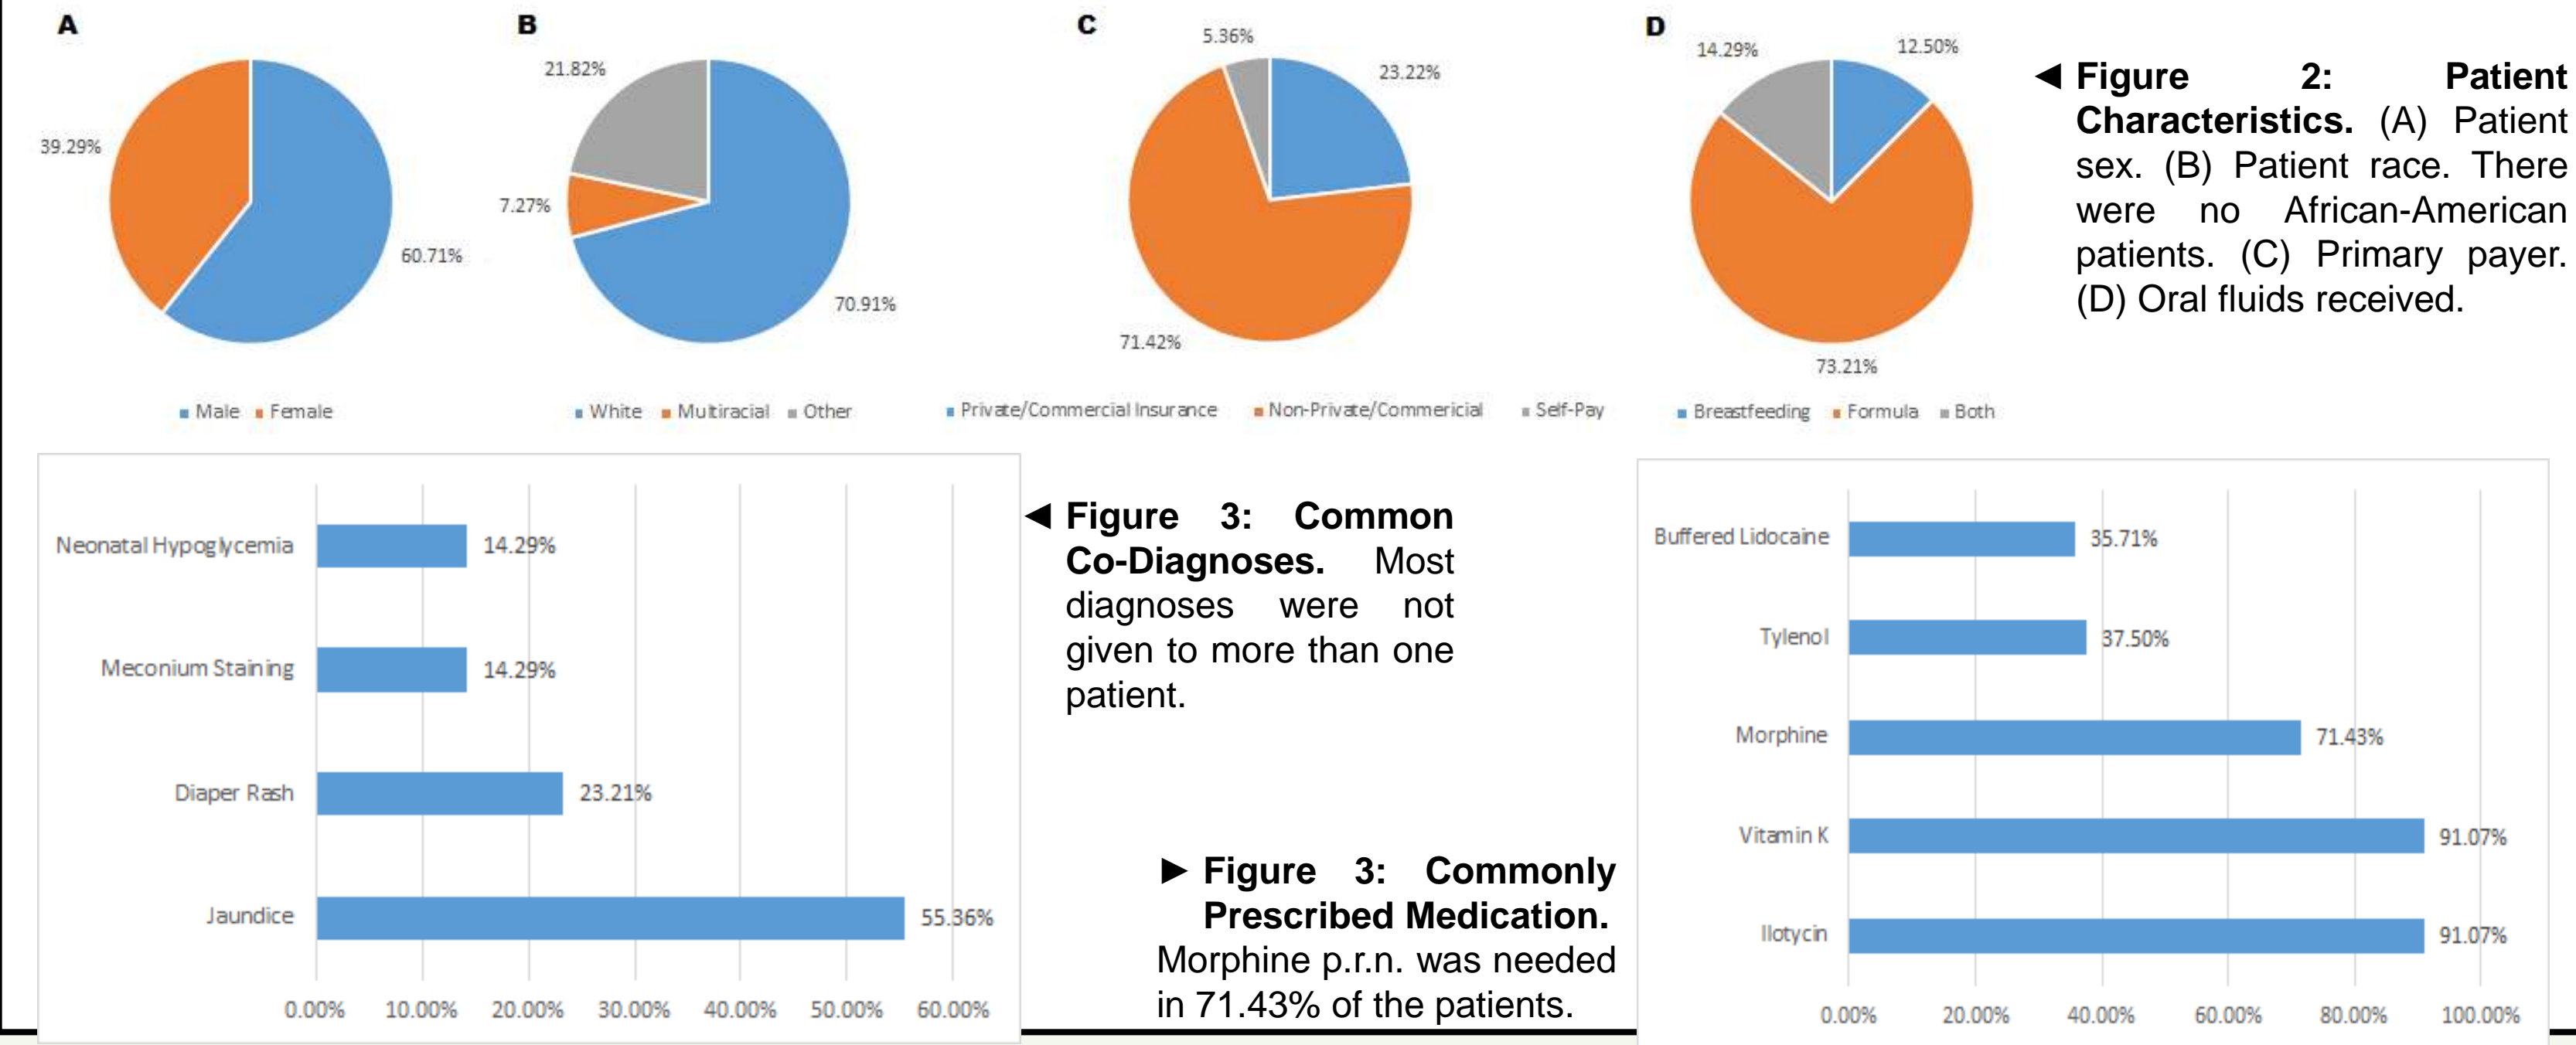 A
39.29%
60.71%
Male Female
B
21.82%
7.27%
70.91%
White Multiracial Other
C
5.36%
23.22%
71.42%
Private/Commercial Insurance Non-Private/Commericial Self-Pay
D
14.29%
12.50%
73.21%
Breastfeeding Formula Both
◄ Figure 2: Patient
Characteristics. (A) Patient
sex. (B) Patient race. There
were no African-American
patients. (C) Primary payer.
(D) Oral fluids received.
Neonatal Hypoglycemia 14.29%
Meconium Staining 14.29%
Diaper Rash 23.21%
Jaundice 55.36%
0.00% 10.00% 20.00% 30.00% 40.00% 50.00% 60.00%
◄ Figure 3: Common
Co-Diagnoses. Most
diagnoses were not
given to more than one
patient.
► Figure 3: Commonly
Prescribed Medication.
Morphine p.r.n. was needed
in 71.43% of the patients.
Buffered Lidocaine 35.71%
Tylenol 37.50%
Morphine 71.43%
Vitamin K 91.07%
Ilotycin 91.07%
0.00% 20.00% 40.00% 60.00% 80.00% 100.00%